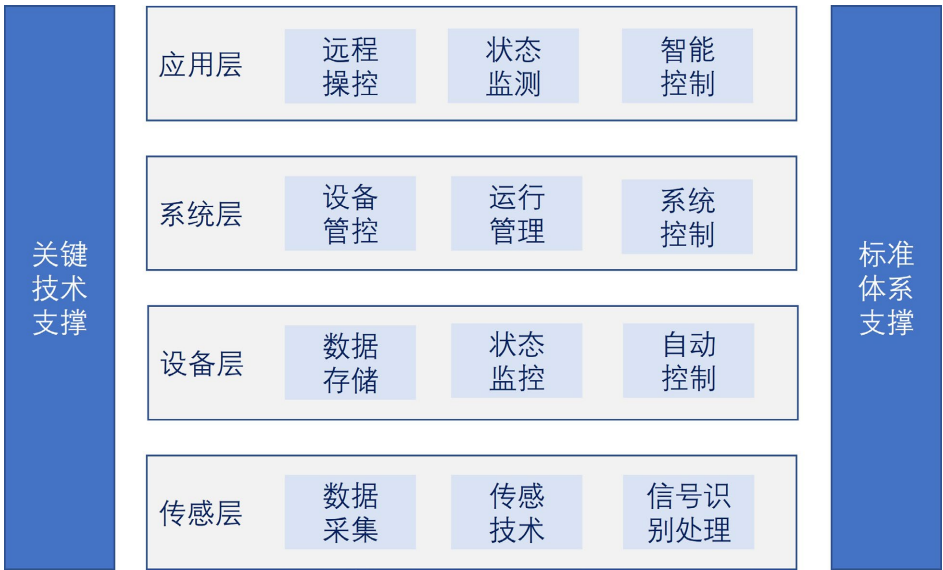 关键
技术
支撑
应用层
远程
操控
状态
监测
智能
控制
系统层
设备
管控
运行
管理
系统
控制
设备层
数据
存储
状态
监控
自动
控制
传感层
数据
采集
传感
技术
信号识
别处理
标准
体系
支撑